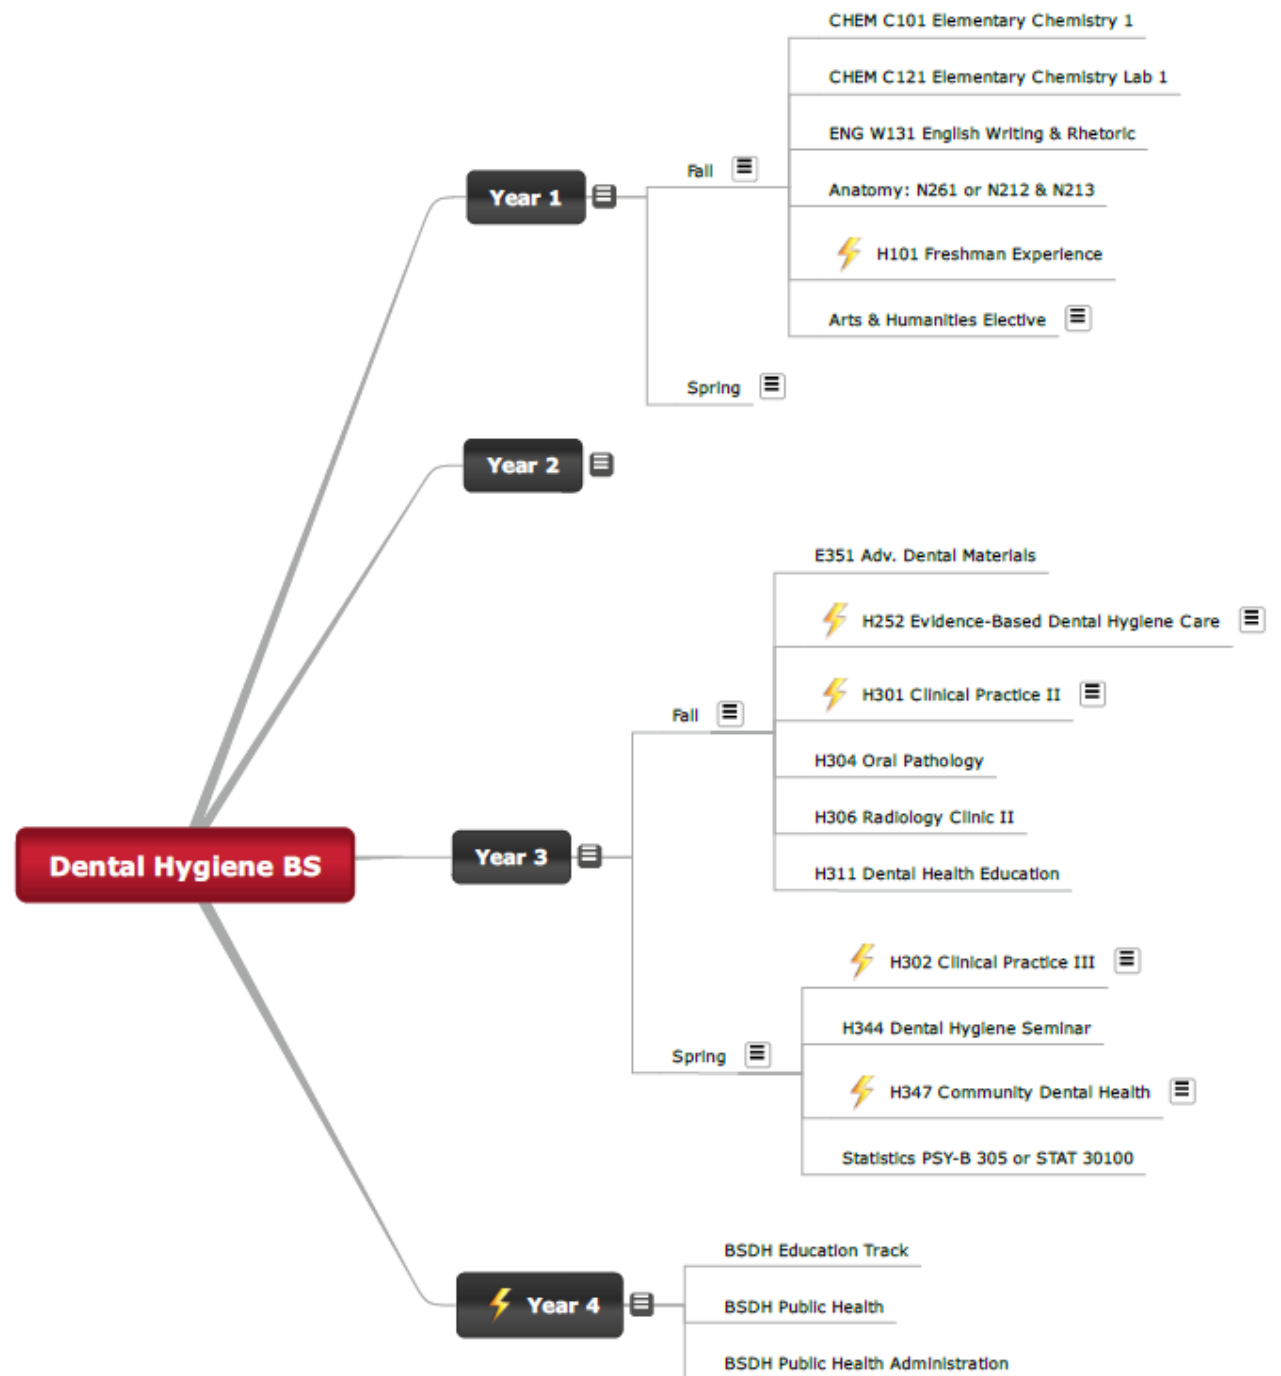 CHEM C101 Elementary Chemistry 1
CHEM C121 Elementary Chemistry Lab 1
ENG W131 English Writing & Rhetoric
Fall
Anatomy: N261 or N212 & N213
Year 1
H101 Freshman Experience
Arts & Humanities Elective
Spring
Year 2
E351 Adv. Dental Materials
H252 Evidence-Based Dental Hygiene Care
H301 Clinical Practice II
Fall
H304 Oral Pathology
H306 Radiology Clinic II
Year 3
Dental Hygiene BS
H311 Dental Health Education
H302 Clinical Practice III
H344 Dental Hygiene Seminar
Spring
H347 Community Dental Health
Statistics PSY-B 305 or STAT 30100
BSDH Education Track
Year 4
BSDH Public Health
BSDH Public Health Administration